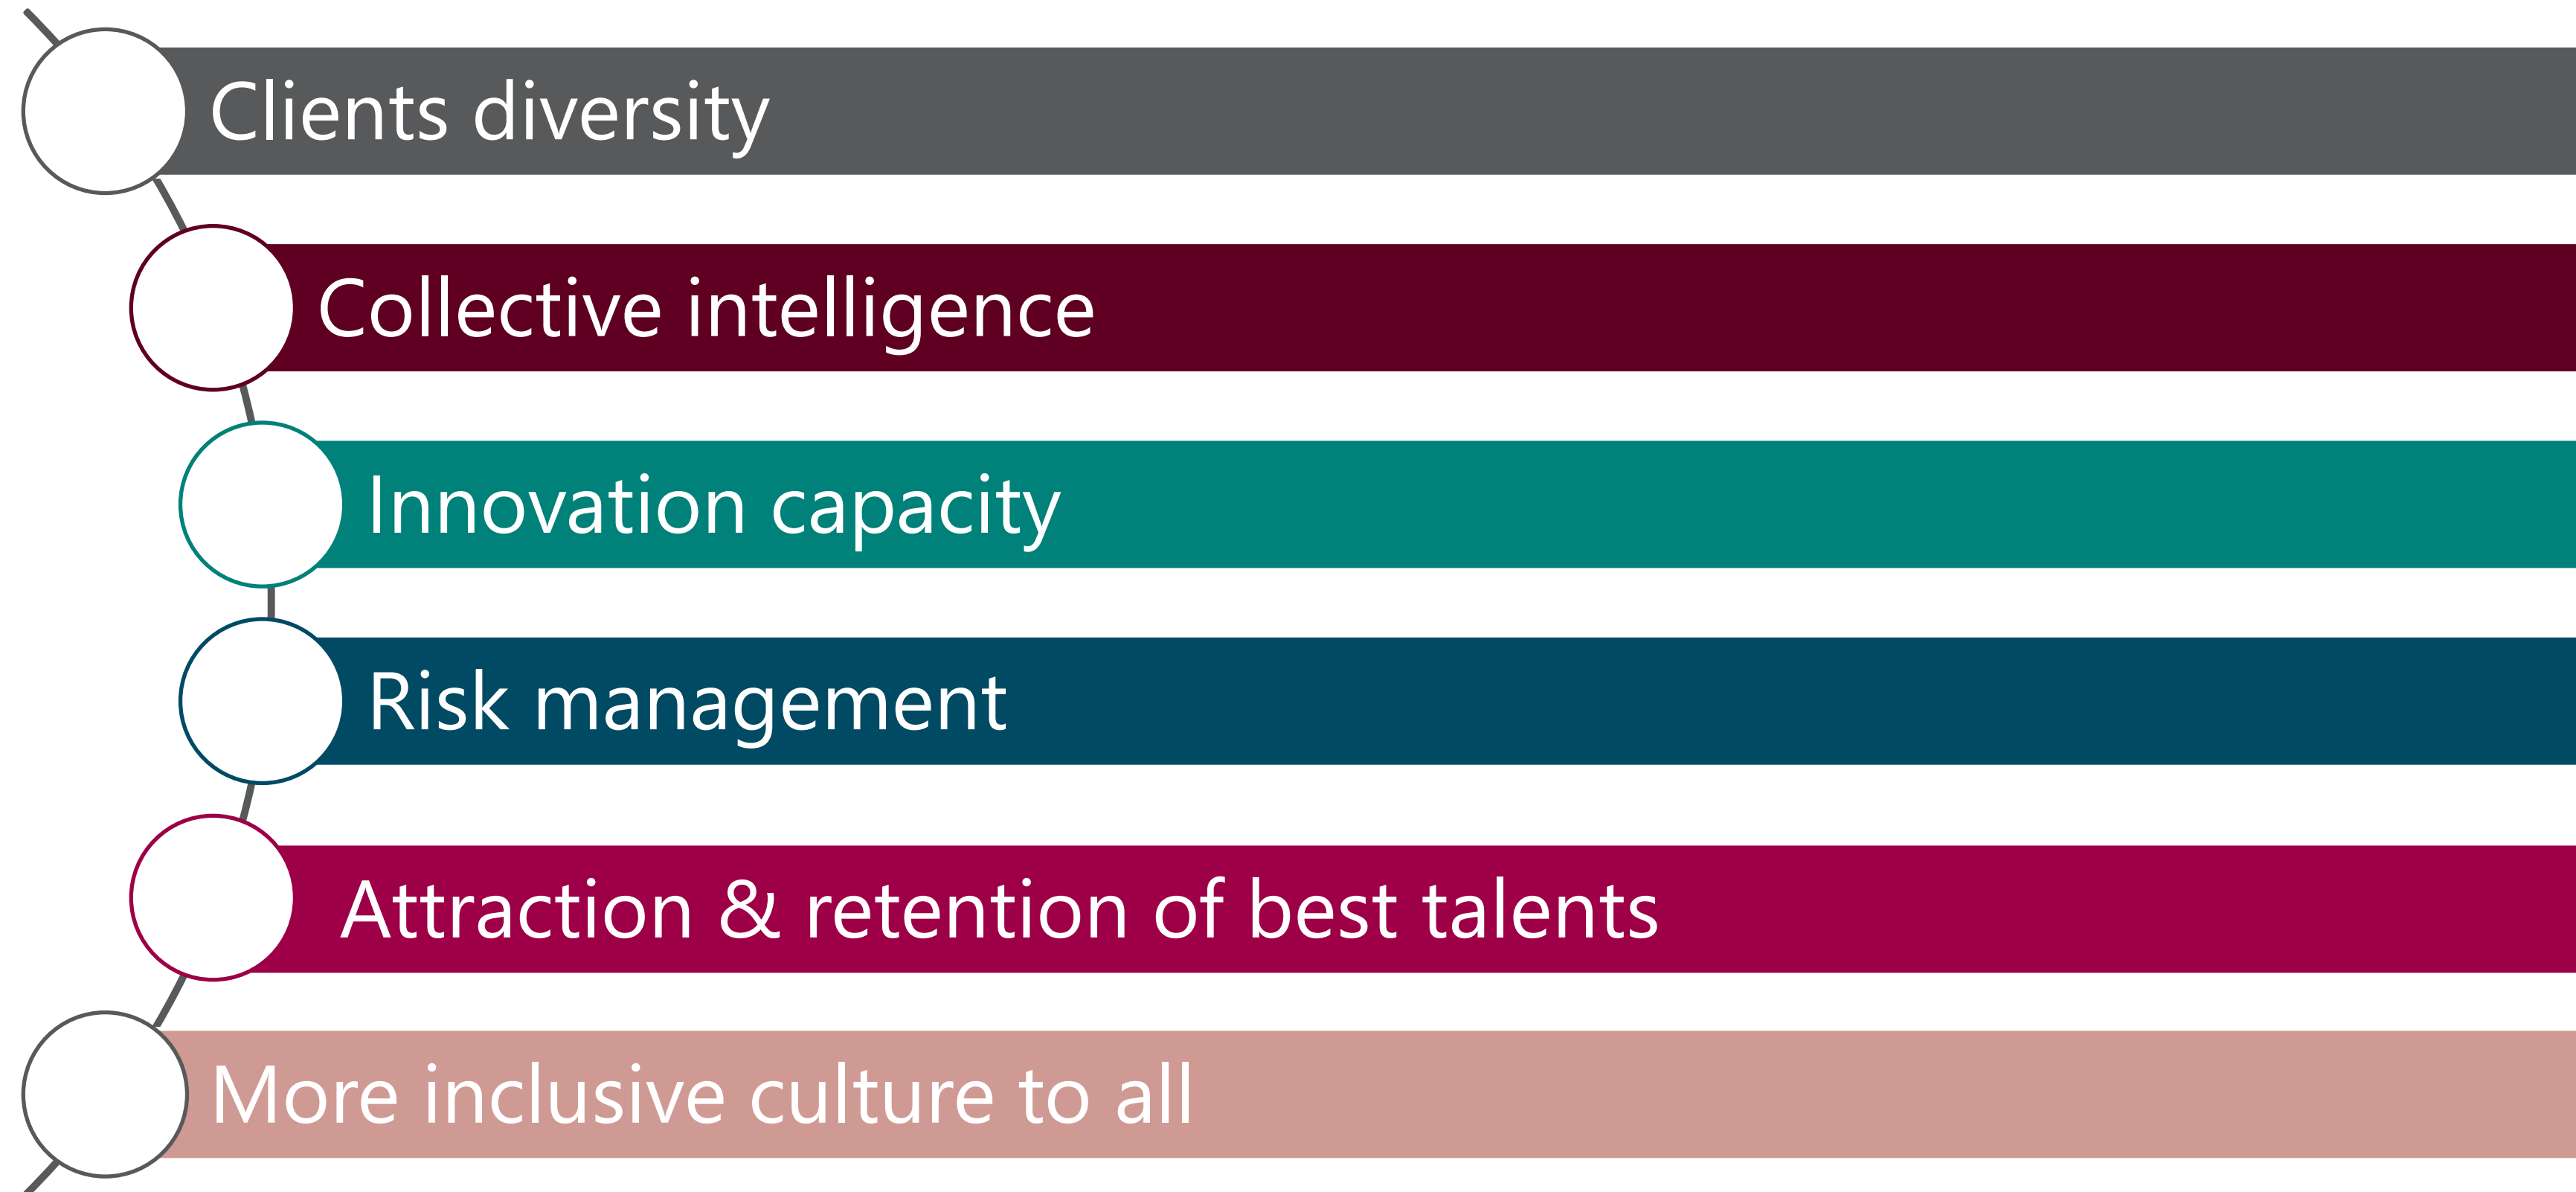 Clients diversity
Collective intelligence
Innovation capacity
Risk management
Attraction & retention of best talents
More inclusive culture to all